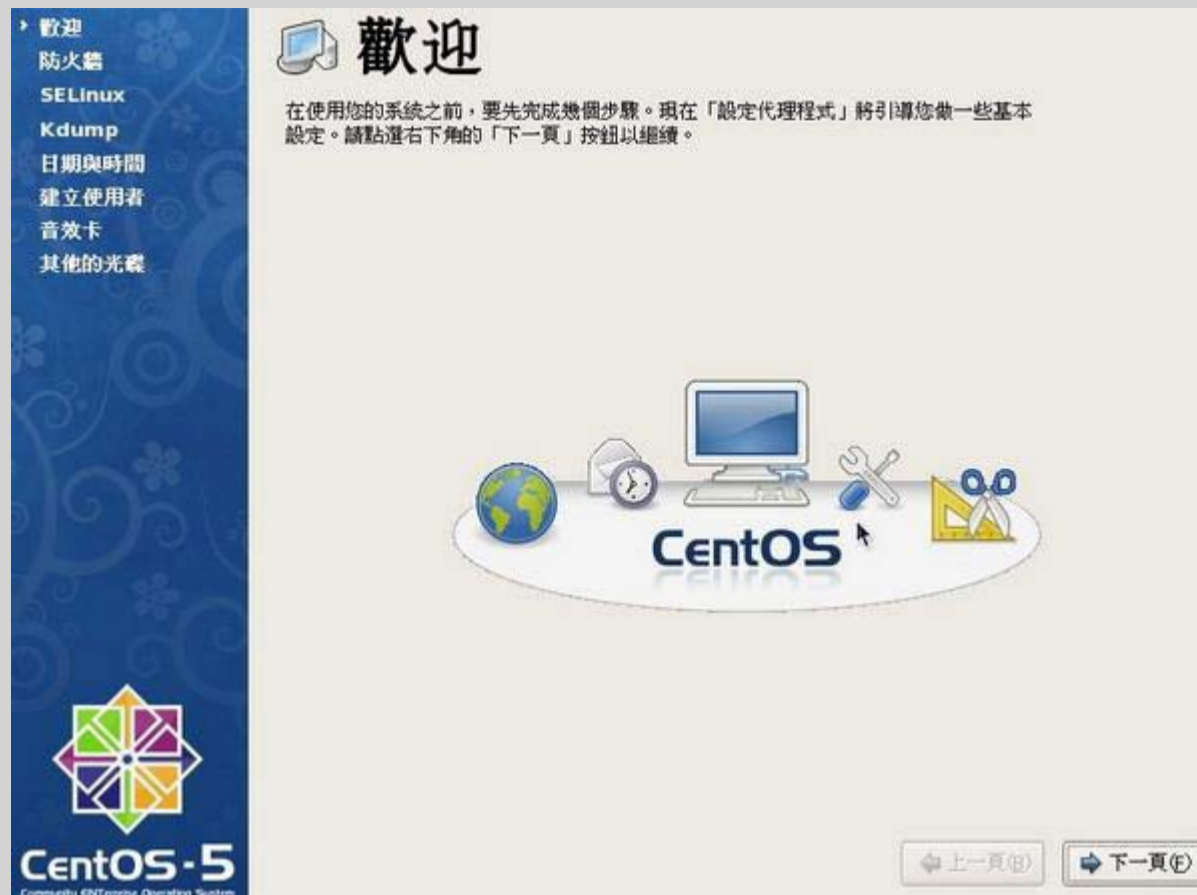 歡迎
防火牆
SELinux
Kdump
日期與時間
建立使用者
音效卡
其他的光碟
歡迎
在使用您的系統之前，要先完成幾個步驟。現在「設定代理程式」將引導您做一些基本
設定。請點選右下角的「下一頁」按鈕以繼續。
CentOS
CentOS-5
Community ENTerprise Operating System
上一頁(B)
下一頁(F)